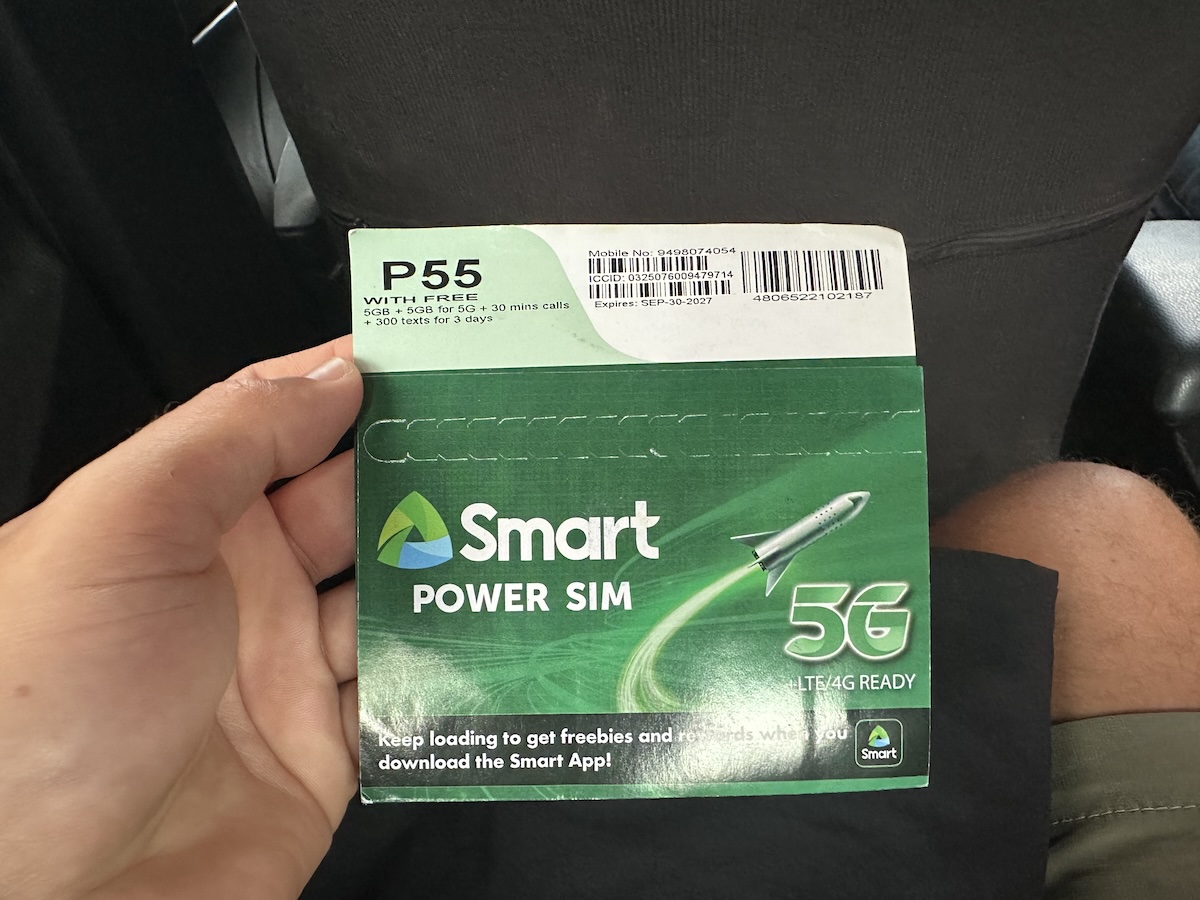 P55
WITH FREE
5GB + 5GB for 5G + 30 mins calls
+ 300 texts for 3 days
Mobile No: 9498074054
ICCID: 0325076009479714
Expires: SEP-30-2027
4806522102187
Smart
POWER SIM
5G
+LTE/4G READY
Keep loading to get freebies and rewards when you
download the Smart App!
Smart